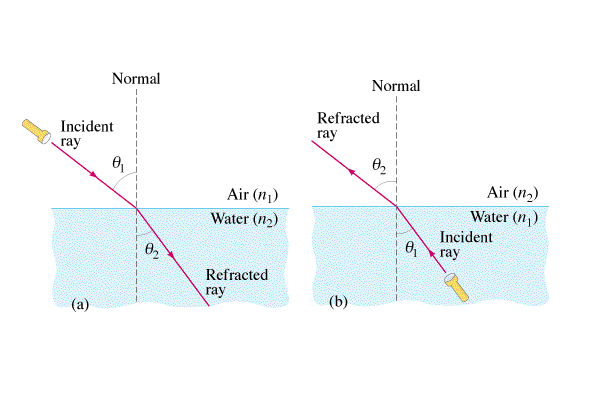 Normal
Incident
ray
θ₁
Air (n₁)
Water (n₂)
θ₂
Refracted
ray
(a)
Normal
Refracted
ray
θ₂
Air (n₂)
Water (n₁)
θ₁
Incident
ray
(b)